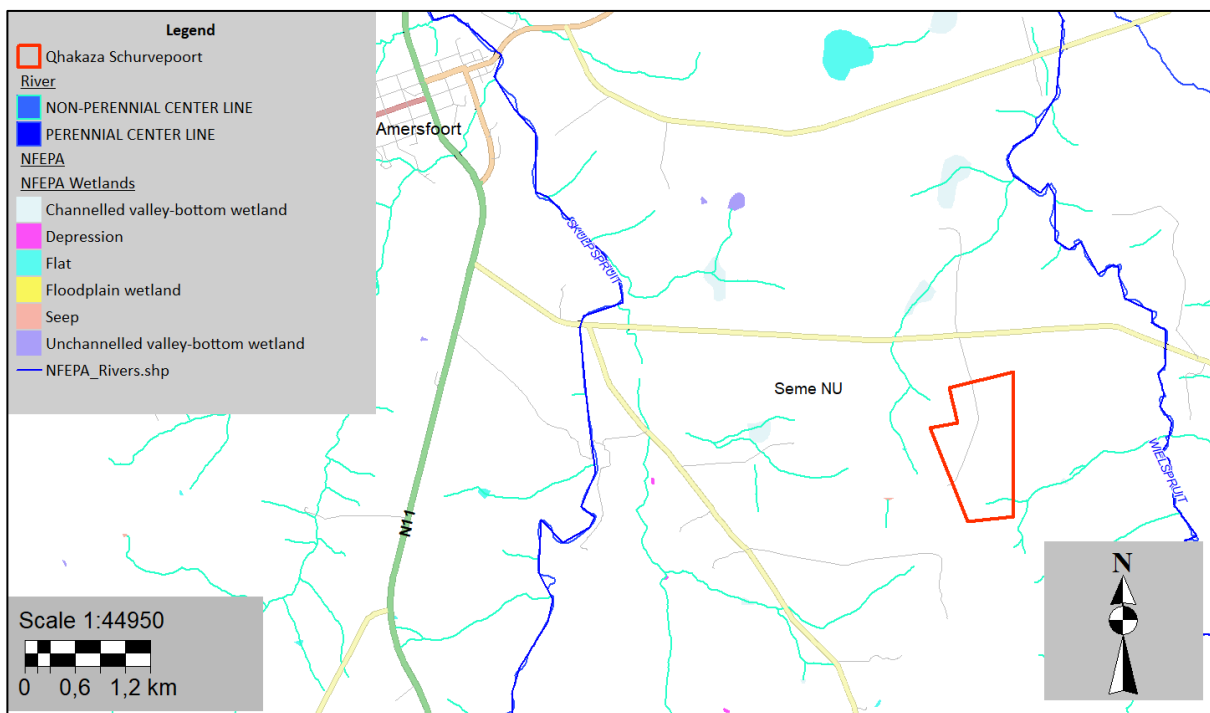 Legend
Qhakaza Schurvepoort
River
NON-PERENNIAL CENTER LINE
PERENNIAL CENTER LINE
NFEPA
NFEPA Wetlands
Channelled valley-bottom wetland
Depression
Flat
Floodplain wetland
Seep
Unchannelled valley-bottom wetland
NFEPA_Rivers.shp
Amersfoort
SKULPSPRUIT
Seme NU
WIELSPRUIT
N11
N
Scale 1:44950
0 0,6 1,2 km